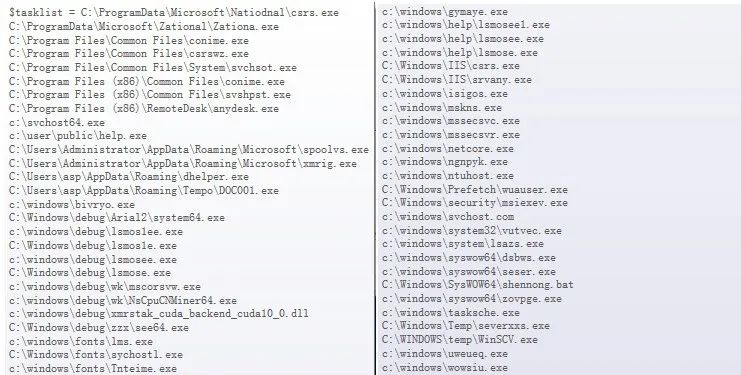 $tasklist = C:\ProgramData\Microsoft\Natiodnal\csrs.exe
C:\ProgramData\Microsoft\Zational\Zationa.exe
C:\Program Files\Common Files\conime.exe
C:\Program Files\Common Files\csrswz.exe
C:\Program Files\Common Files\System\svchsot.exe
C:\Program Files (x86)\Common Files\conime.exe
C:\Program Files (x86)\Common Files\svshpst.exe
C:\Program Files (x86)\RemoteDesk\anydesk.exe
c:\svchost64.exe
c:\user\public\help.exe
C:\Users\Administrator\AppData\Roaming\Microsoft\spoolvs.exe
C:\Users\Administrator\AppData\Roaming\Microsoft\xmrig.exe
C:\Users\asp\AppData\Roaming\dhelper.exe
C:\Users\asp\AppData\Roaming\Tempo\DOC001.exe
c:\windows\bivryo.exe
C:\Windows\debug\Arial2\system64.exe
C:\Windows\debug\lsmos1ee.exe
C:\Windows\debug\lsmos1e.exe
c:\windows\debug\lsmosee.exe
C:\Windows\debug\lsmose.exe
c:\windows\debug\wk\mscorsvw.exe
c:\windows\debug\wk\NsCpuCNMiner64.exe
c:\windows\debug\xmrstak_cuda_backend_cuda10_0.dll
C:\Windows\debug\zzx\see64.exe
c:\windows\fonts\lms.exe
c:\windows\fonts\sychost1.exe
c:\windows\fonts\Tnteime.exe
c:\windows\gymaye.exe
c:\windows\help\lsmoseel.exe
c:\windows\help\lsmosee.exe
c:\windows\help\lsmose.exe
C:\Windows\IIS\csrs.exe
C:\Windows\IIS\srvany.exe
c:\windows\isigos.exe
c:\windows\mskns.exe
c:\windows\mssecsvc.exe
c:\windows\mssecsvr.exe
c:\windows\netcore.exe
c:\windows\ngnpyk.exe
c:\windows\ntuhost.exe
C:\Windows\Prefetch\wuauser.exe
C:\Windows\security\msiexev.exe
c:\windows\svchost.com
c:\windows\system32\vutvec.exe
c:\windows\system\lsazs.exe
c:\windows\syswow64\dsbws.exe
c:\windows\syswow64\seser.exe
C:\Windows\SysWOW64\shennong.bat
c:\windows\syswow64\zovpge.exe
c:\windows\tasksche.exe
C:\Windows\Temp\severxxs.exe
C:\WINDOWS\temp\WinSCV.exe
c:\windows\uweueq.exe
c:\windows\wowsiu.exe